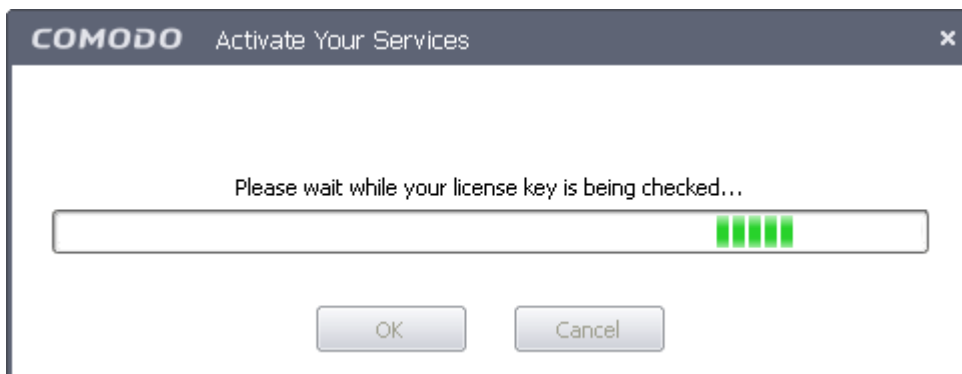 COMODO Activate Your Services
Please wait while your license key is being checked...
OK Cancel